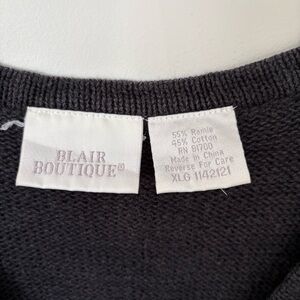 BLAIR
BOUTIQUE®
55% Ramie
45% Cotton
RN 81700
Made in China
Reverse For Care
XLG 1142121